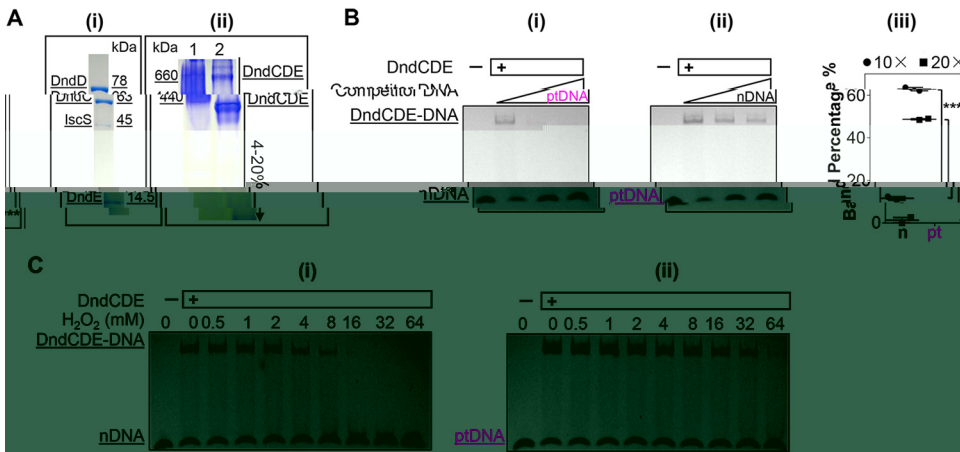 A
(i)
(ii)
kDa
DndD 78
63
IscS 45
DndE 14.5
kDa
1 2
660
440
DndCDE
DndCDE
4-20%
B
(i)
(ii)
(iii)
DndCDE
− +
Competitor DNA
ptDNA
DndCDE-DNA
nDNA
− +
nDNA
ptDNA
10× 20×
Percentage %
60
20
0
n pt
***
**
C
(i)
(ii)
DndCDE
− +
H₂O₂ (mM)
0 0 0.5 1 2 4 8 16 32 64
DndCDE-DNA
nDNA
− +
0 0 0.5 1 2 4 8 16 32 64
ptDNA